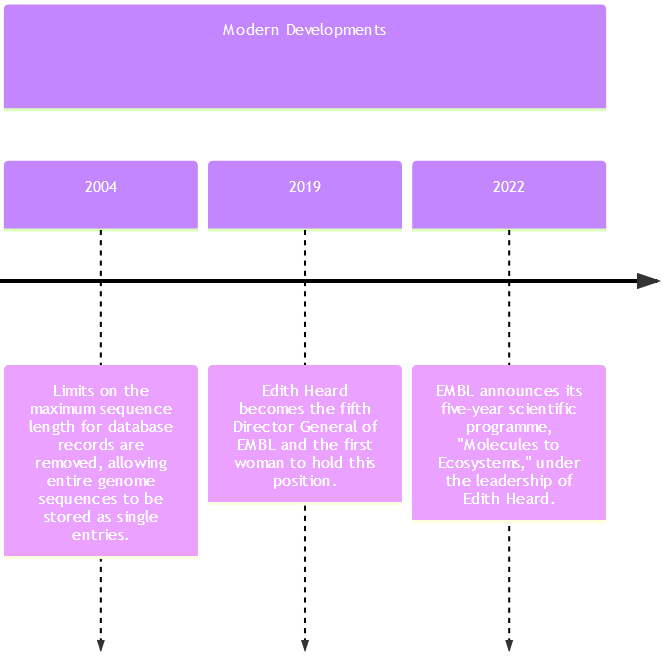 Modern Developments
2004
2019
2022
Limits on the
maximum sequence
length for database
records are
removed, allowing
entire genome
sequences to be
stored as single
entries.
Edith Heard
becomes the fifth
Director General of
EMBL and the first
woman to hold this
position.
EMBL announces its
five-year scientific
programme,
"Molecules to
Ecosystems," under
the leadership of
Edith Heard.